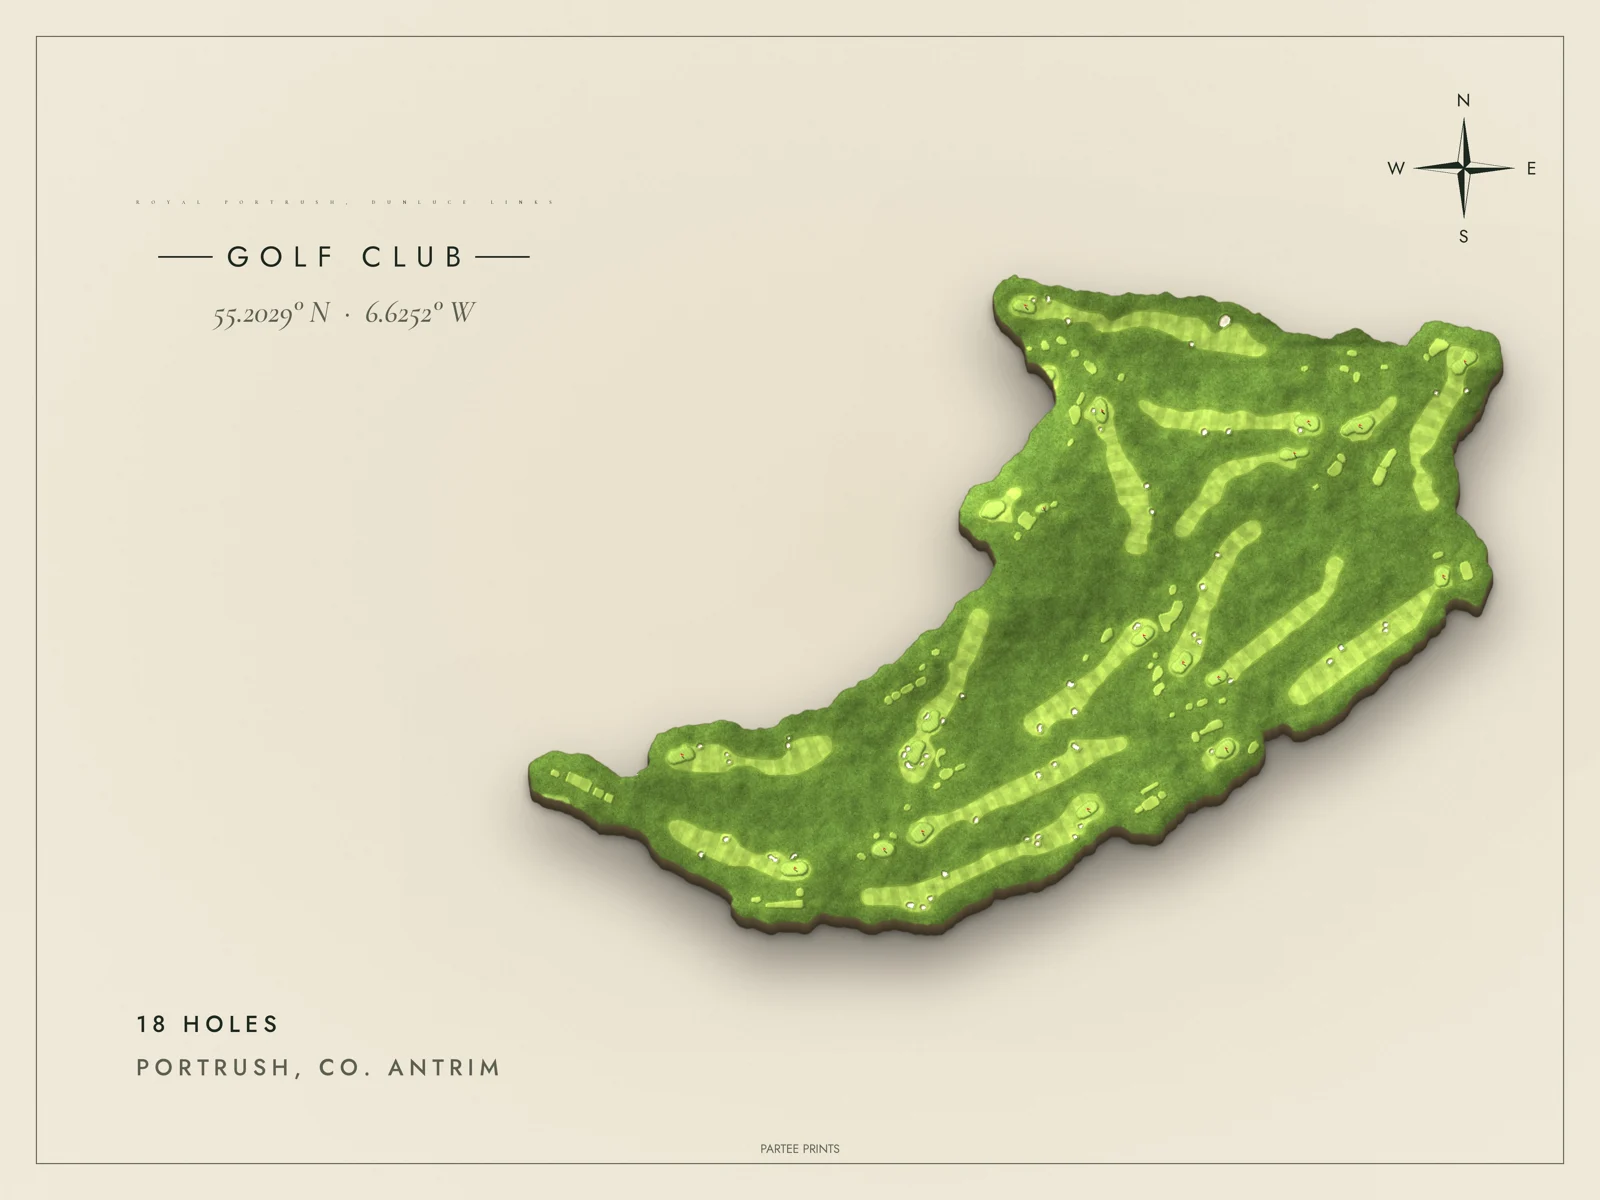 ROYAL PORTRUSH, DUNLUCE LINKS
GOLF CLUB
55.2029° N · 6.6252° W
N
W E
S
18 HOLES
PORTRUSH, CO. ANTRIM
PARTEE PRINTS